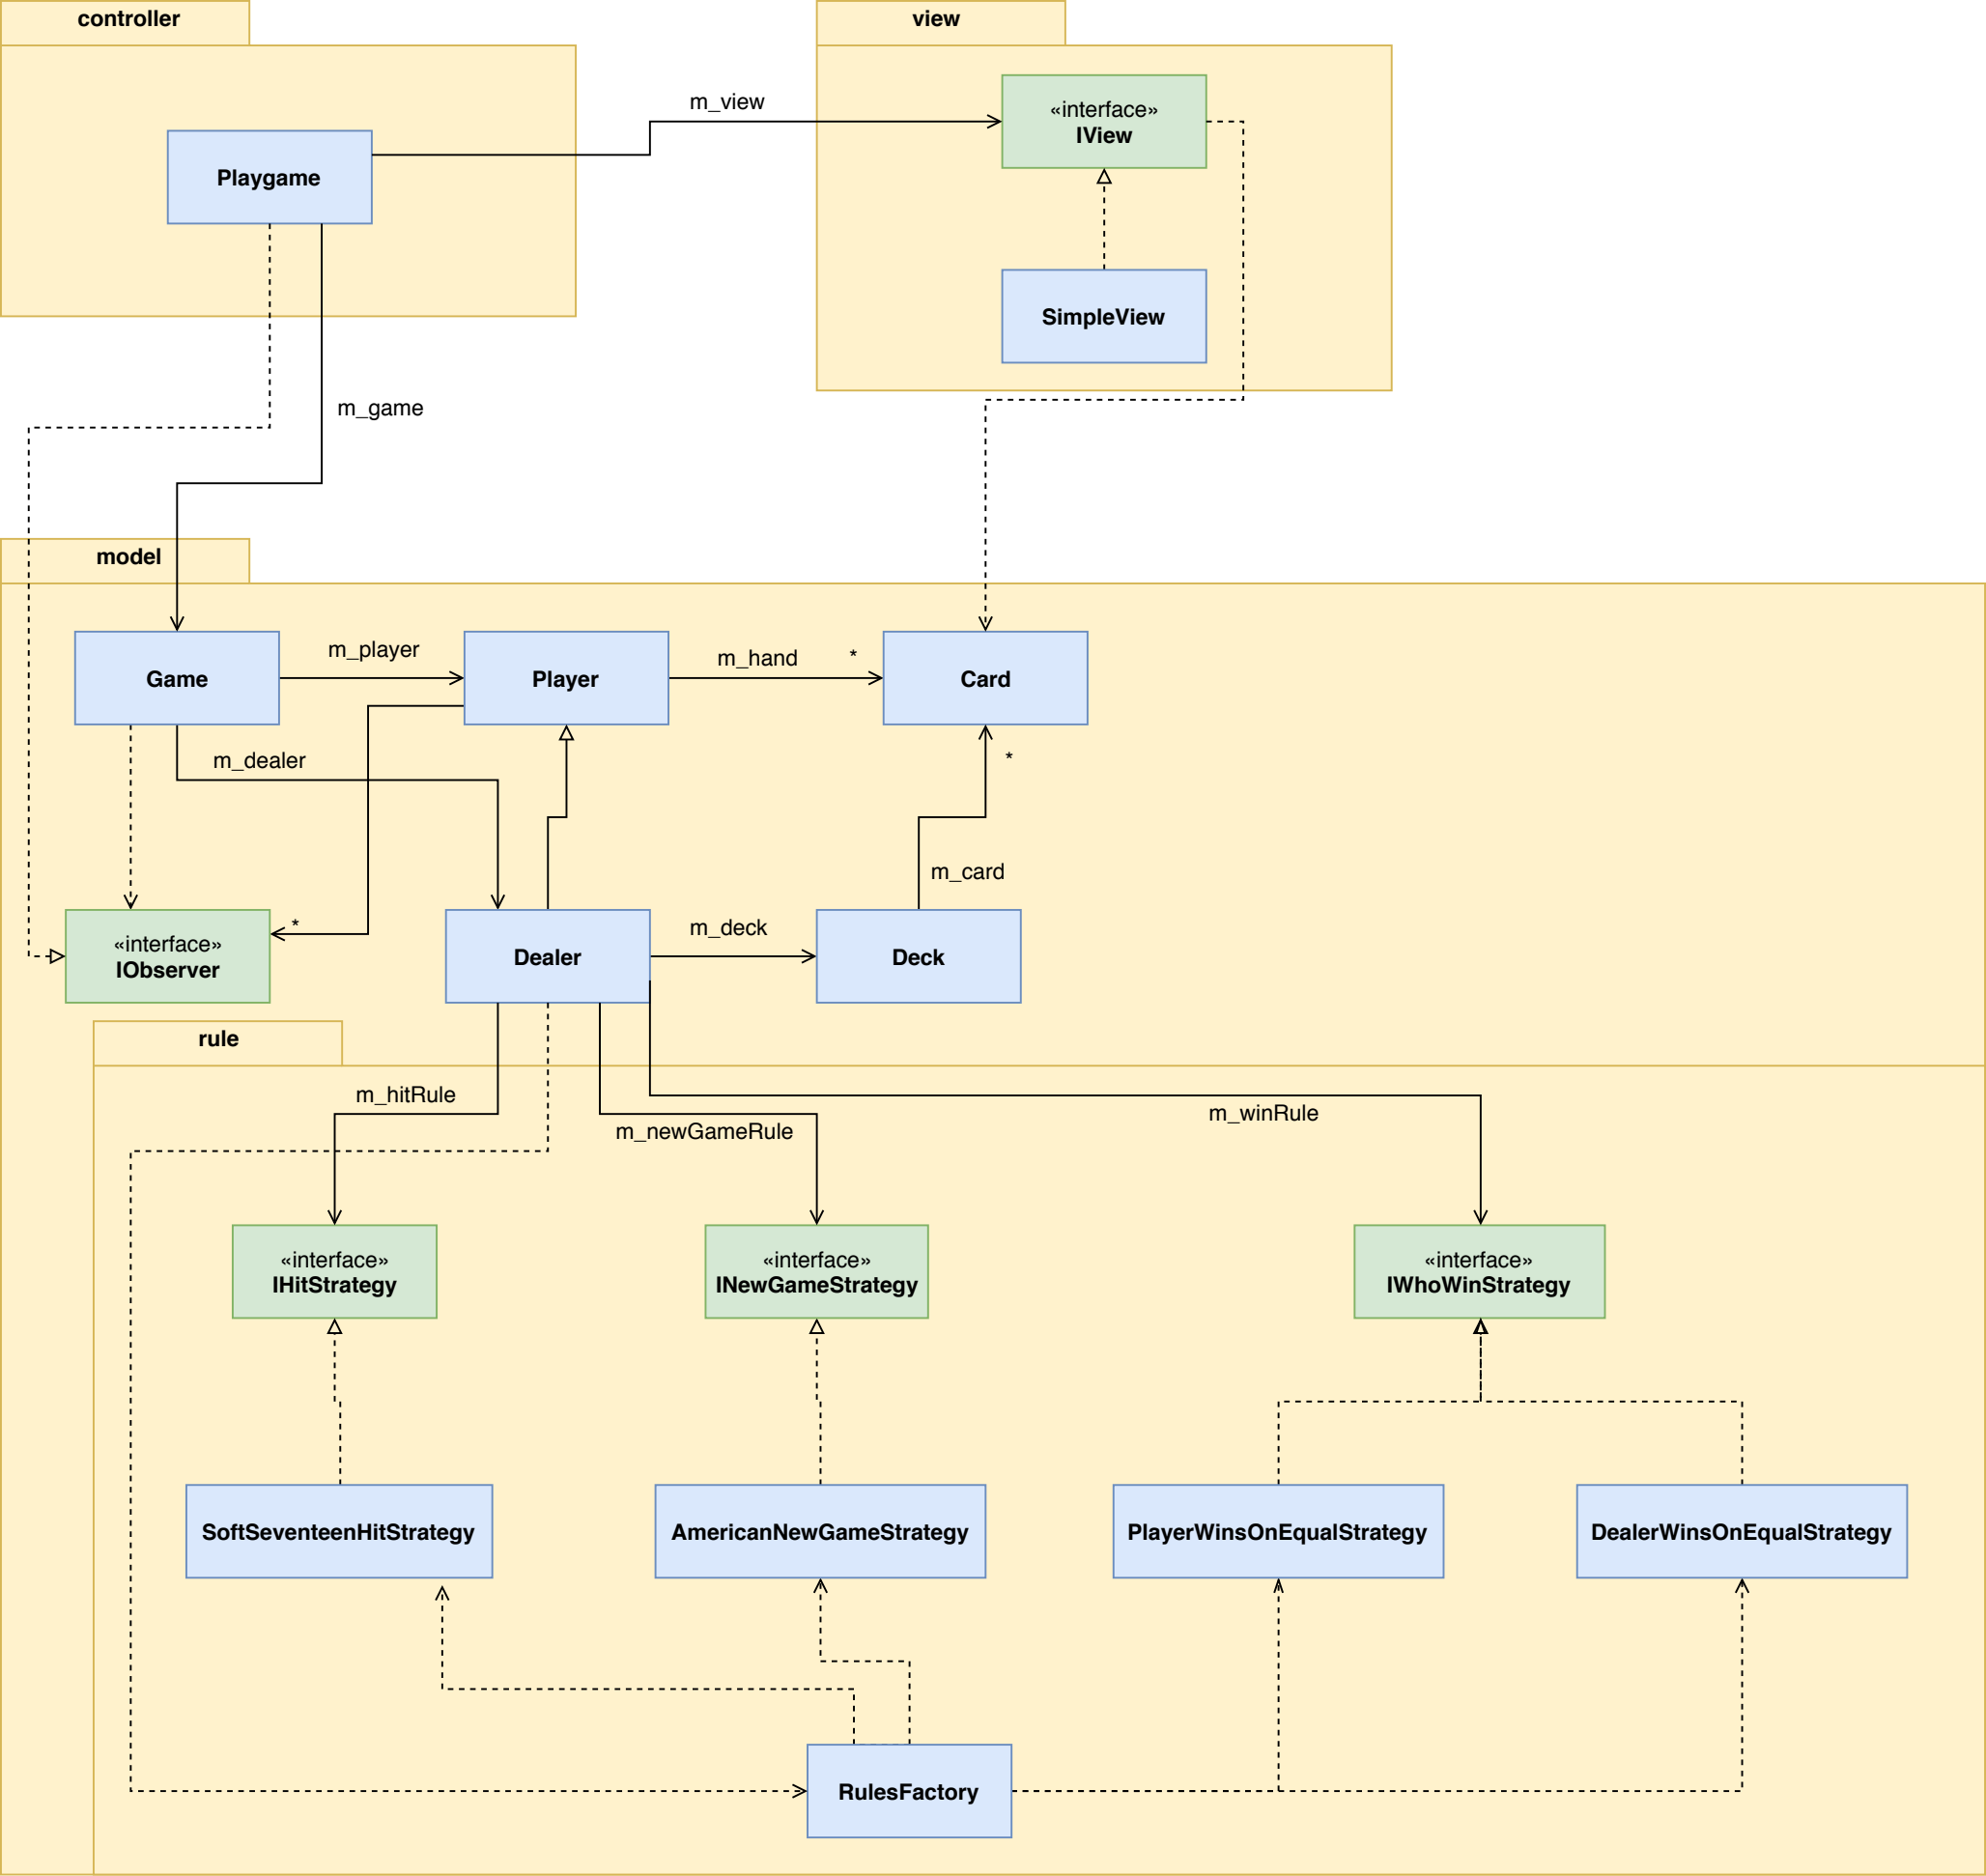 controller
view
m_view
«interface»
IView
Playgame
SimpleView
m_game
model
m_player
m_hand
*
Game
Player
Card
m_dealer
*
m_card
*
m_deck
«interface»
IObserver
Dealer
Deck
rule
m_hitRule
m_newGameRule
m_winRule
«interface»
IHitStrategy
«interface»
INewGameStrategy
«interface»
IWhoWinStrategy
SoftSeventeenHitStrategy
AmericanNewGameStrategy
PlayerWinsOnEqualStrategy
DealerWinsOnEqualStrategy
RulesFactory